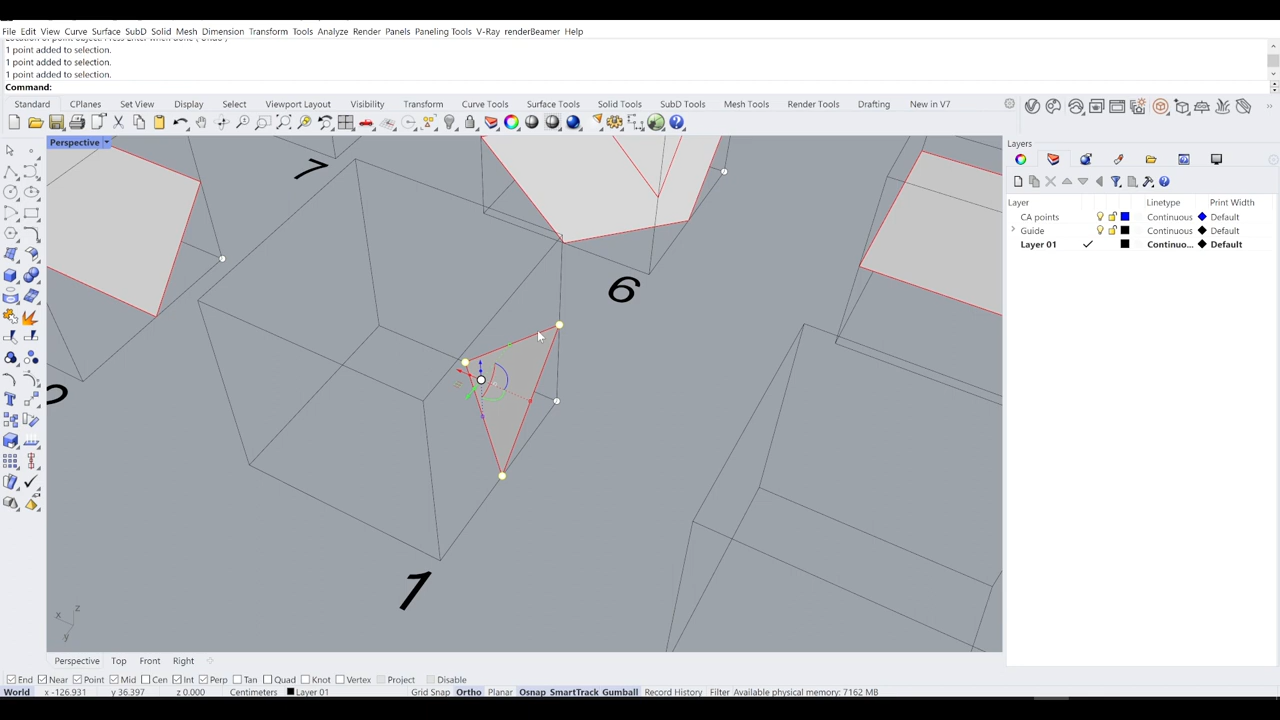 File Edit View Curve Surface SubD Solid Mesh Dimension Transform Tools Analyze Render Panels Paneling Tools V-Ray renderBeamer Help
1 point added to selection.
1 point added to selection.
1 point added to selection.
Command:
Standard CPlanes Set View Display Select Viewport Layout Visibility Transform Curve Tools Surface Tools Solid Tools SubD Tools Mesh Tools Render Tools Drafting New in V7
Perspective
Layers
Layer Linetype Print Width
CA points Continuous Default
Guide Continuous Default
Layer 01 Continuo... Default
7
6
1
x z y
Perspective Top Front Right
End Near Point Mid Cen Int Perp Tan Quad Knot Vertex Project Disable
World x -126.931 y 36.397 z 0.000 Centimeters Layer 01 Grid Snap Ortho Planar Osnap SmartTrack Gumball Record History Filter Available physical memory: 7162 MB